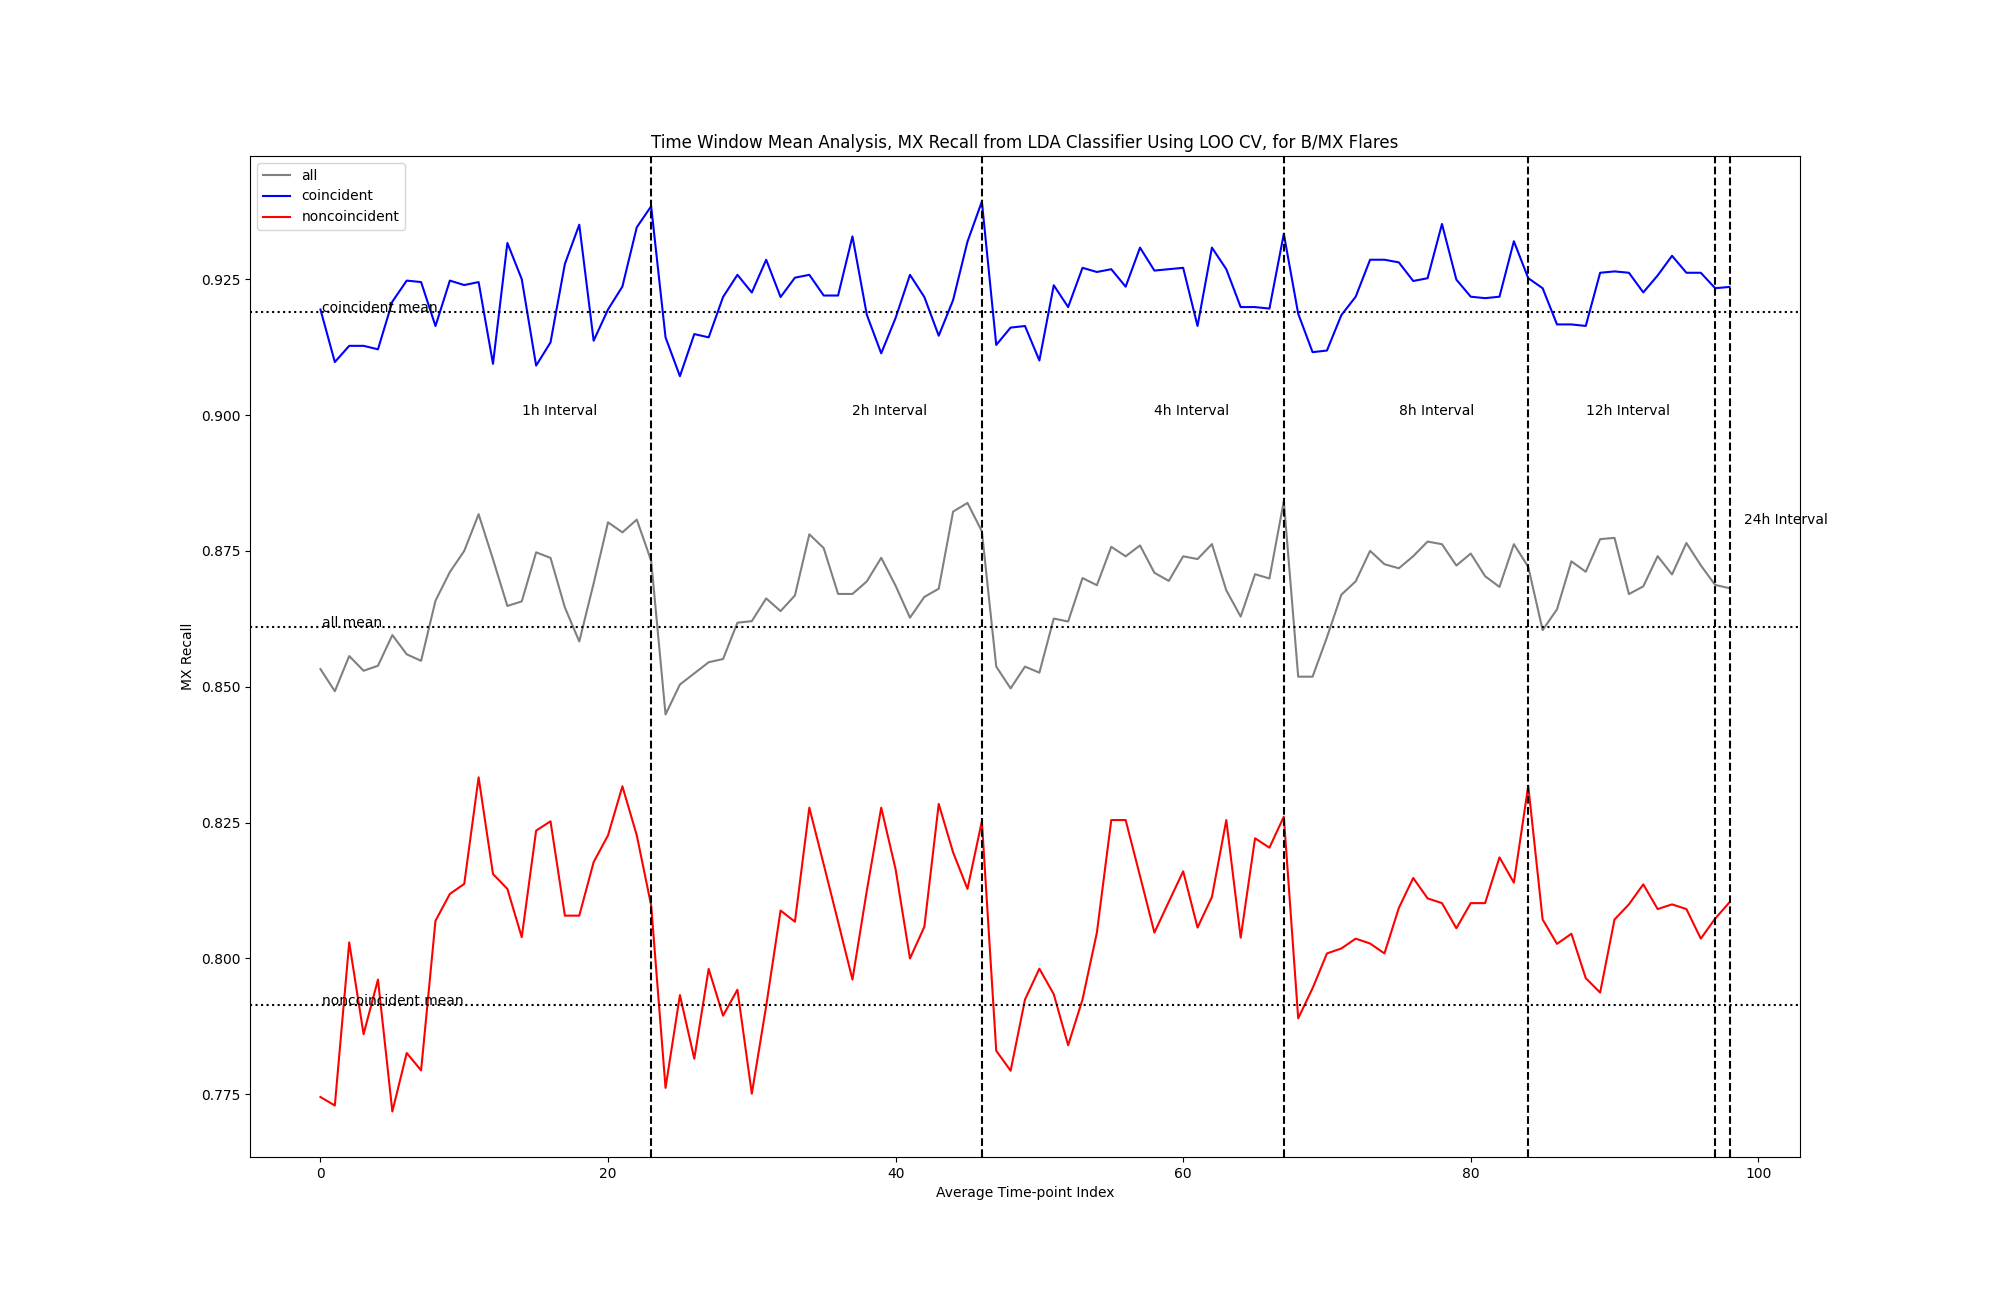 Time Window Mean Analysis, MX Recall from LDA Classifier Using LOO CV, for B/MX Flares
all
coincident
noncoincident
0.925
coincident mean
0.900
1h Interval
2h Interval
4h Interval
8h Interval
12h Interval
24h Interval
0.875
all mean
MX Recall
0.850
0.825
0.800
noncoincident mean
0.775
0
20
40
60
80
100
Average Time-point Index